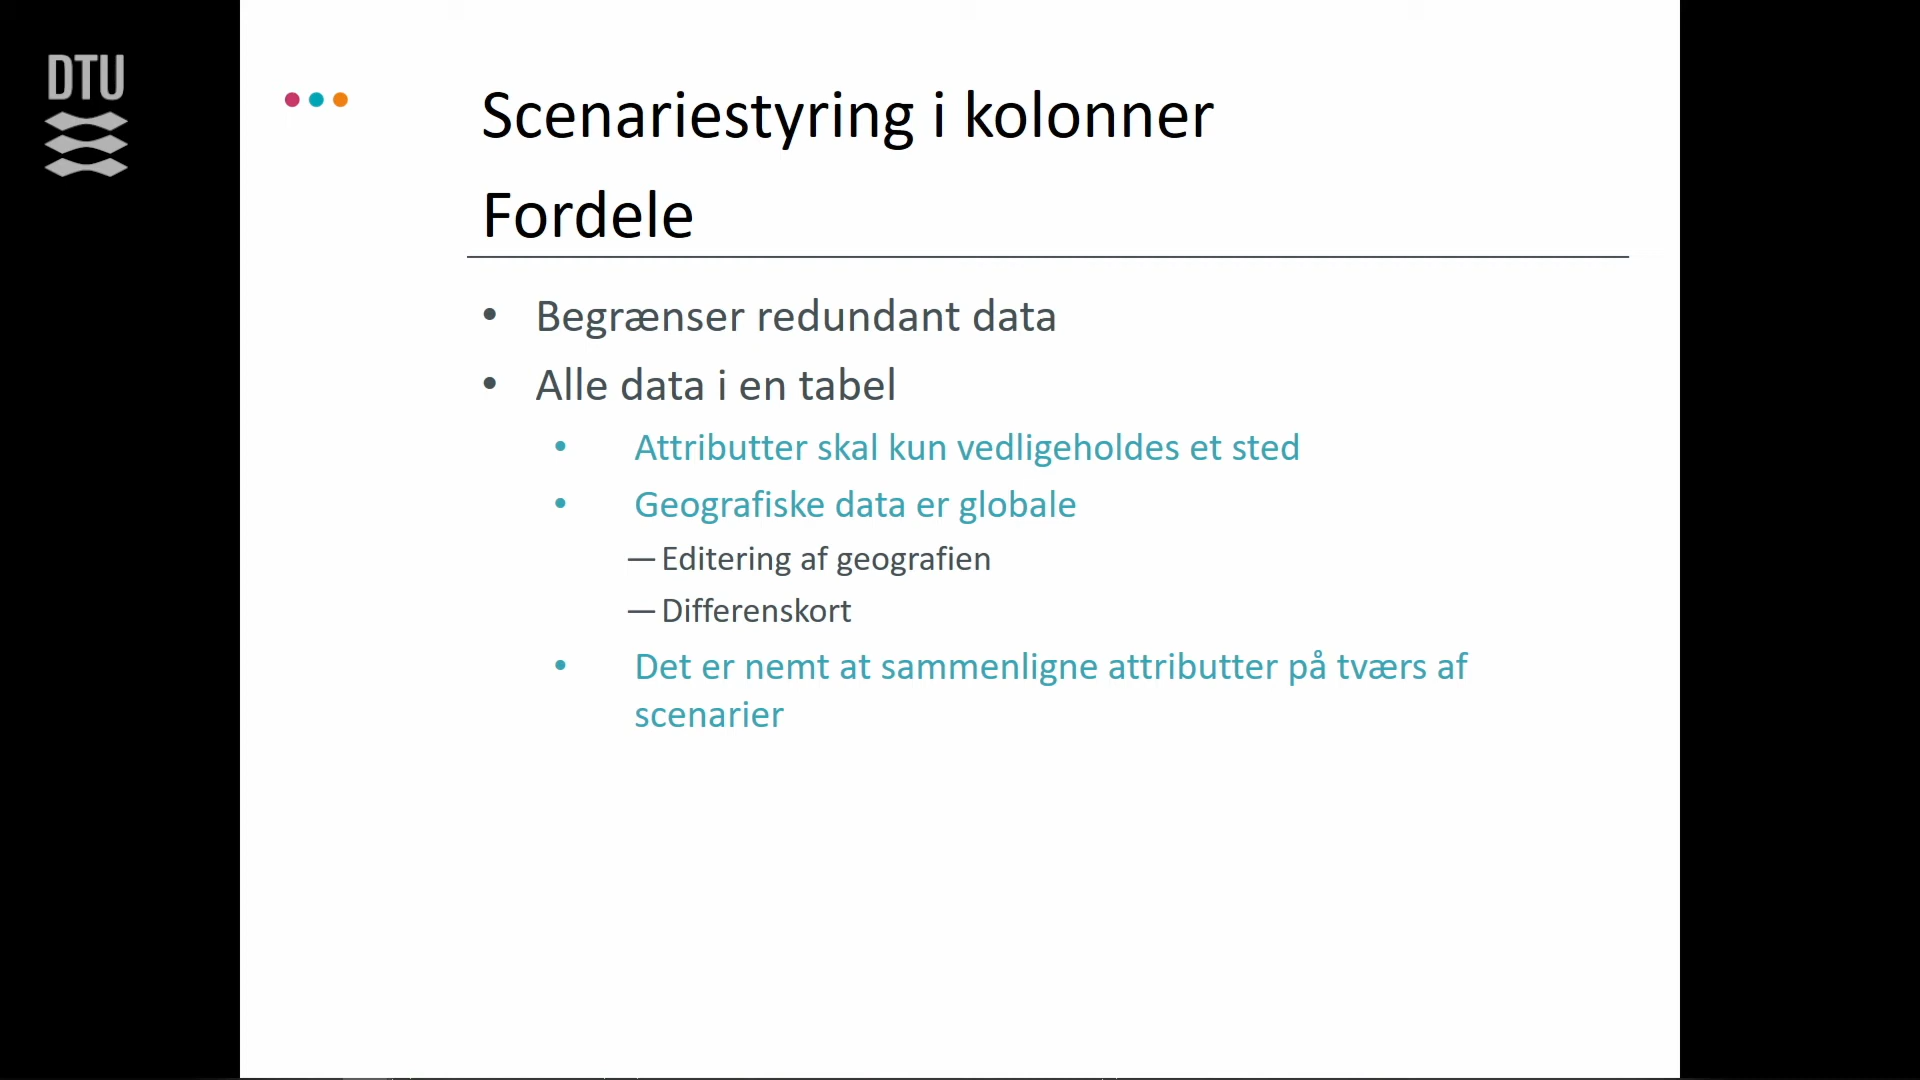 DTU
Scenariestyring i kolonner
Fordele
• Begrænser redundant data
• Alle data i en tabel
• Attributter skal kun vedligeholdes et sted
• Geografiske data er globale
— Editering af geografien
— Differenskort
• Det er nemt at sammenligne attributter på tværs af
scenarier